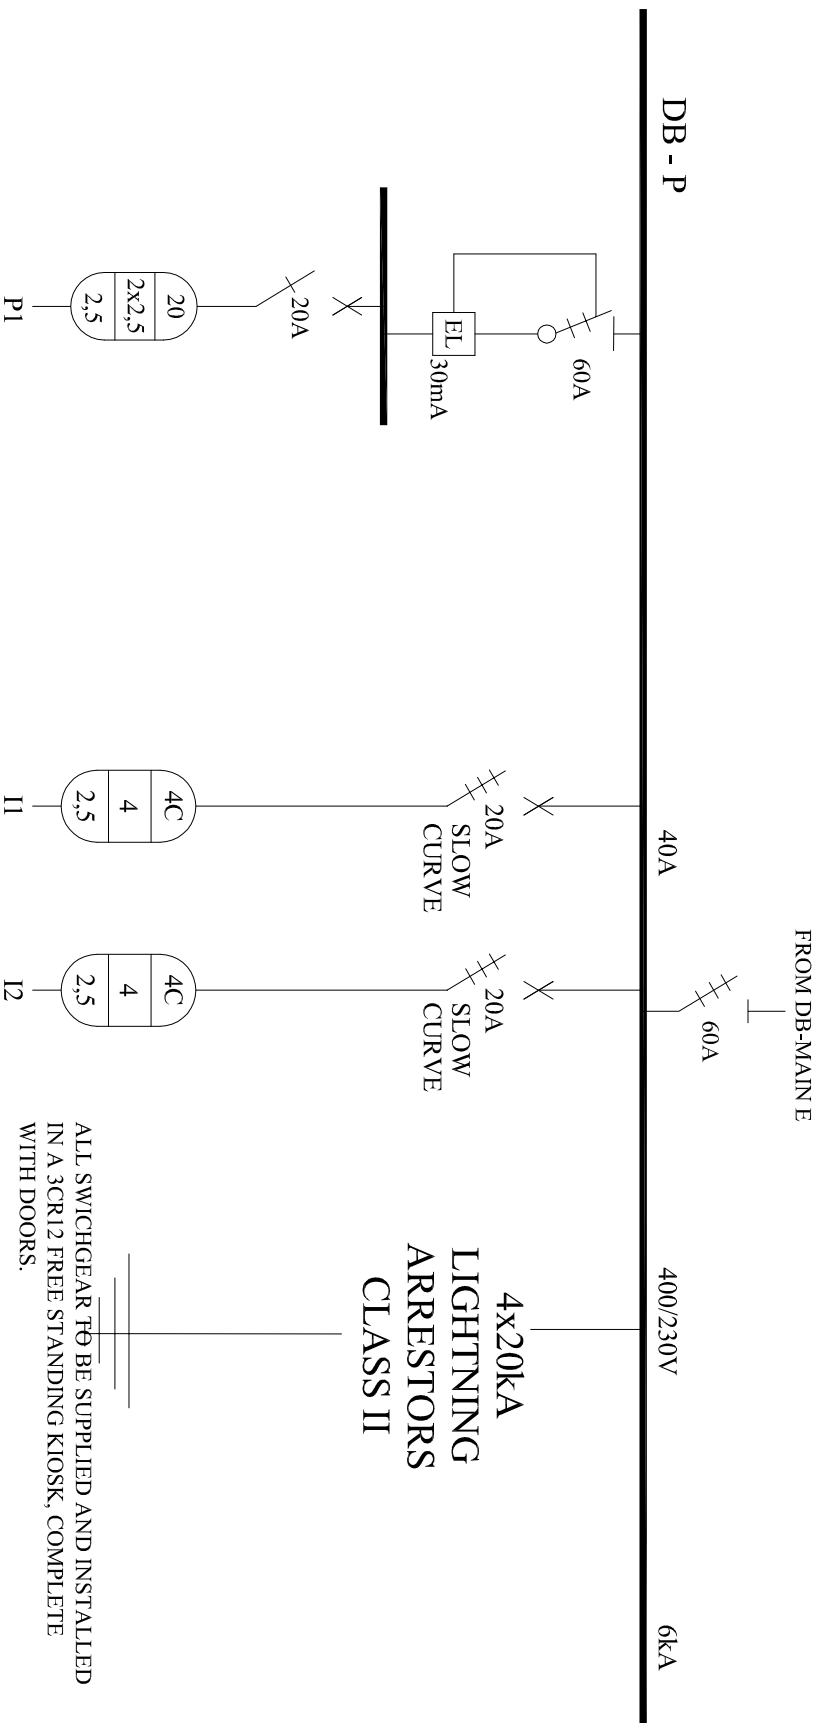 FROM DB-MAIN E
DB - P
40A
400/230V
6kA
60A
60A
EL
30mA
20A
20A
SLOW
CURVE
20A
SLOW
CURVE
4x20kA
LIGHTNING
ARRESTORS
CLASS II
20
2x2,5
2,5
4C
4
2,5
4C
4
2,5
P1
I1
I2
ALL SWICHGEAR TO BE SUPPLIED AND INSTALLED
IN A 3CR12 FREE STANDING KIOSK, COMPLETE
WITH DOORS.